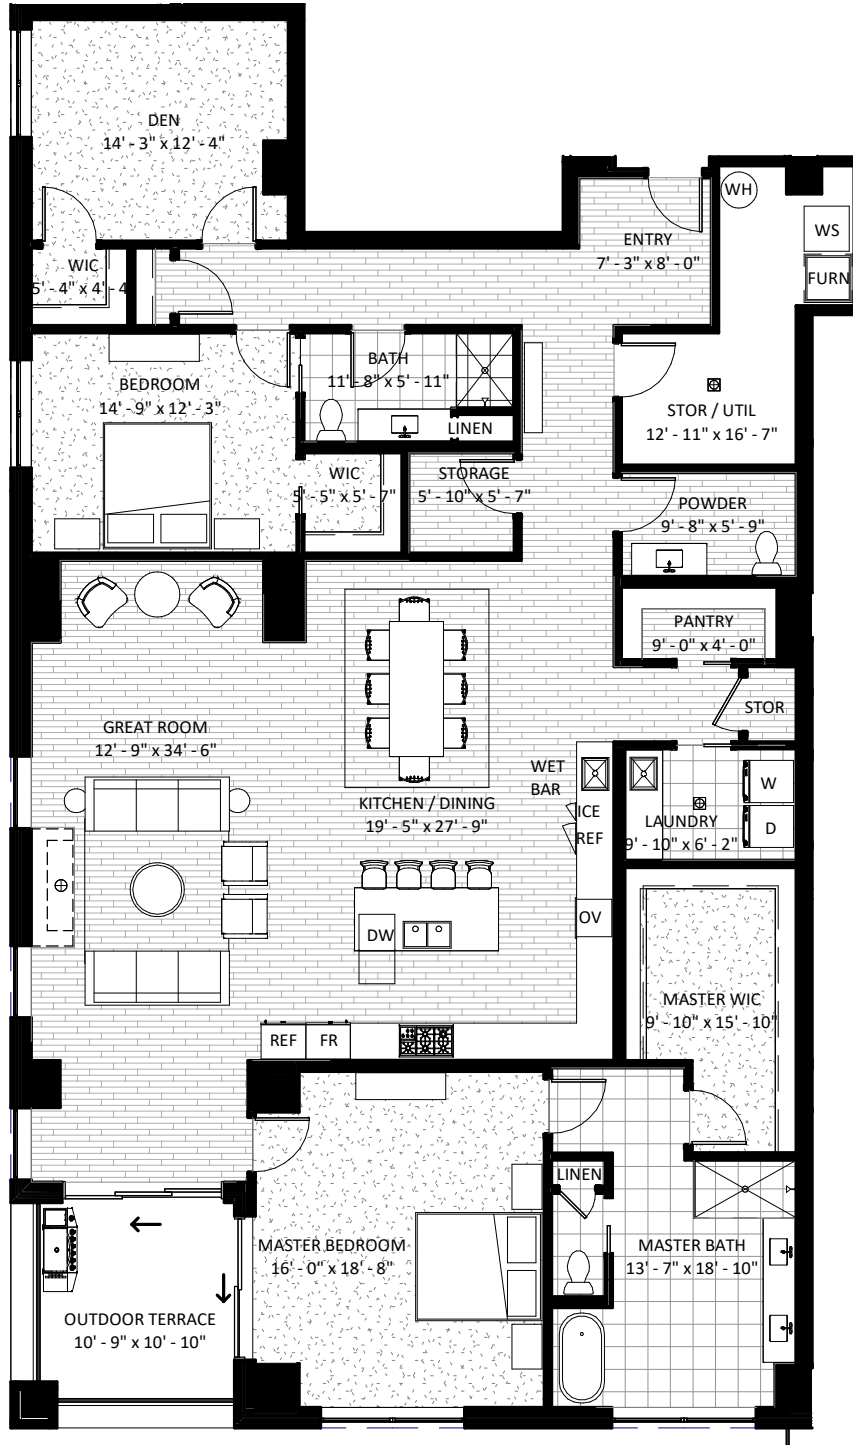 DEN
14' - 3" x 12' - 4"
WH
WS
FURN
ENTRY
7' - 3" x 8' - 0"
WIC
5' - 4" x 4' - 4
BATH
11' - 8" x 5' - 11"
BEDROOM
14' - 9" x 12' - 3"
LINEN
STOR / UTIL
12' - 11" x 16' - 7"
WIC
5' - 5" x 5' - 7"
STORAGE
5' - 10" x 5' - 7"
POWDER
9' - 8" x 5' - 9"
PANTRY
9' - 0" x 4' - 0"
STOR
GREAT ROOM
12' - 9" x 34' - 6"
WET
BAR
KITCHEN / DINING
19' - 5" x 27' - 9"
ICE
REF
W
D
LAUNDRY
9' - 10" x 6' - 2"
OV
DW
MASTER WIC
9' - 10" x 15' - 10"
REF
FR
LINEN
MASTER BEDROOM
16' - 0" x 18' - 8"
MASTER BATH
13' - 7" x 18' - 10"
OUTDOOR TERRACE
10' - 9" x 10' - 10"